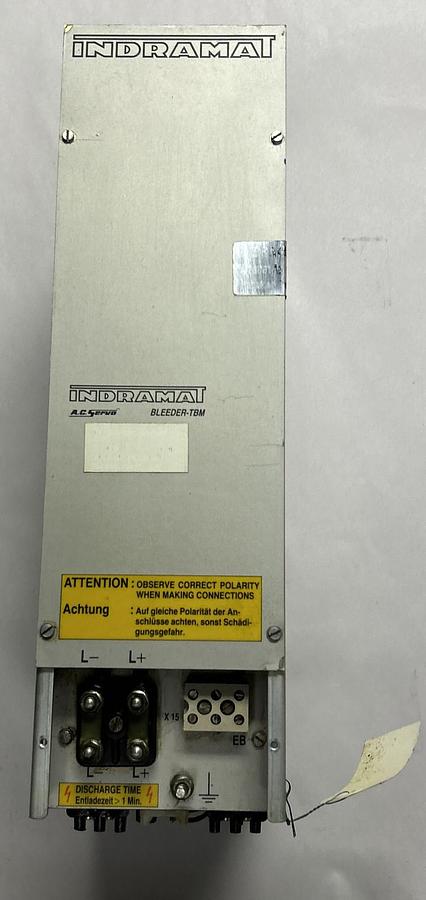 INDRAMAT
INDRAMAT
A.C. Servo BLEEDER-TBM
ATTENTION : OBSERVE CORRECT POLARITY
WHEN MAKING CONNECTIONS
Achtung : Auf gleiche Polarität der An-
schlüsse achten, sonst Schädi-
gungsgefahr.
L- L+
X 15
EB
L- L+
DISCHARGE TIME
Entladezeit > 1 Min.